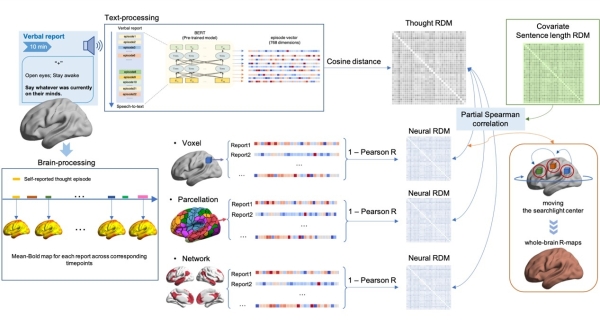 Text-processing
Verbal report
10 min
"+"
Open eyes; Stay awake
Say whatever was currently
on their minds.
Verbal report
episode1
Speech-to-text
BERT
(Pre-trained model)
episode vector
(768 dimensions)
Cosine distance
Thought RDM
Covariate
Sentence length RDM
Partial Spearman
correlation
Brain-processing
Self-reported thought episode
...
...
Mean-Bold map for each report across corresponding
timepoints
• Voxel
Report1
Report2
...
1 – Pearson R
Neural RDM
• Parcellation
Report1
Report2
...
1 – Pearson R
Neural RDM
• Network
Report1
Report2
...
1 – Pearson R
Neural RDM
moving
the searchlight center
whole-brain R-maps